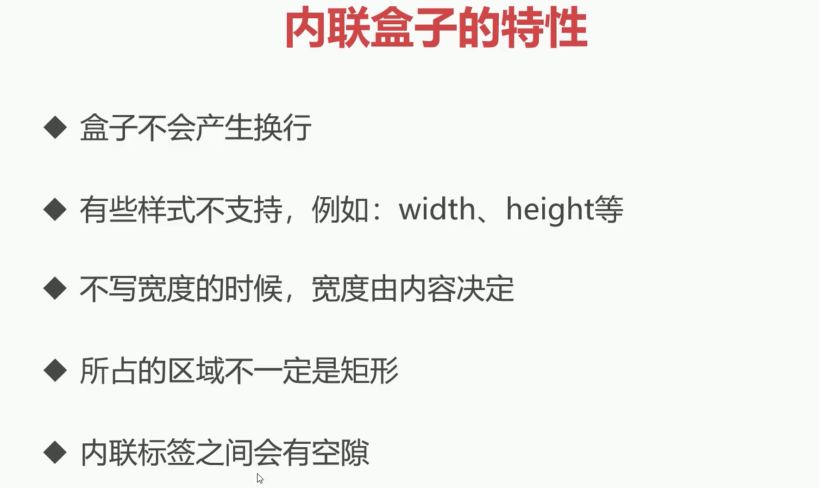 内联盒子的特性
◆ 盒子不会产生换行
◆ 有些样式不支持，例如：width、height等
◆ 不写宽度的时候，宽度由内容决定
◆ 所占的区域不一定是矩形
◆ 内联标签之间会有空隙